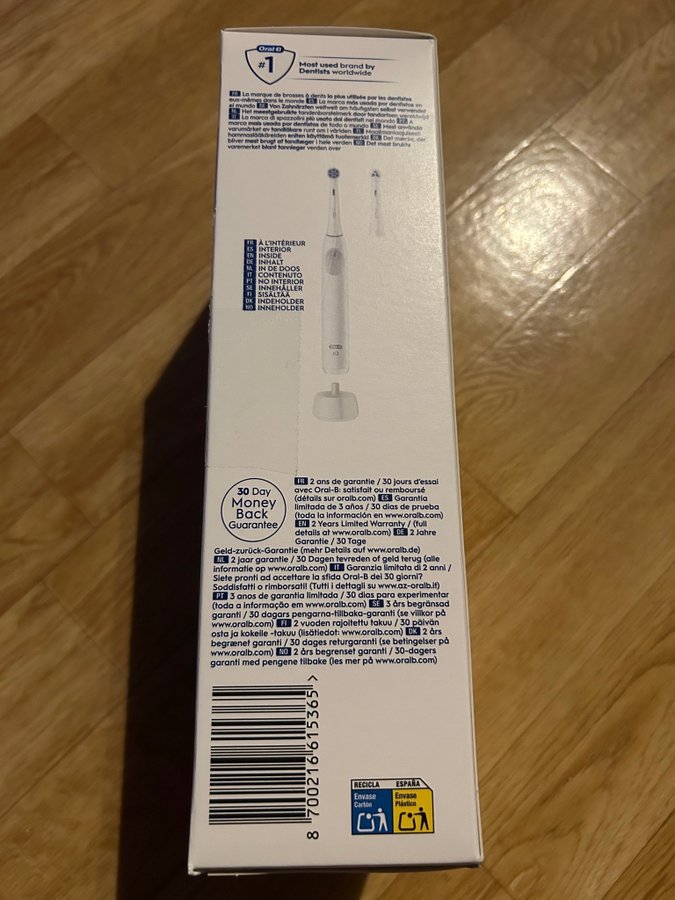 Oral-B
#1
Most used brand by
Dentists worldwide
FR La marque de brosses à dents la plus utilisée par les dentistes
eux-mêmes dans le monde ES La marca más usada por dentistas en
el mundo DE Von Zahnärzten weltweit am häufigsten selbst verwendet
NL Het meestgebruikte tandenborstelmerk door tandartsen wereldwijd
IT La marca di spazzolini più usata dai dentisti nel mondo PT A
marca mais usada por dentistas de todo o mundo SE Mest använda
varumärket av tandläkare runt om i världen FI
hammaslääkäreiden eniten käyttämä tuotemerkki DK Det mærke, der
bliver mest brugt af tandlæger i hele verden NO Det mest brukte
varemerket blant tannleger verden over
FR À L'INTÉRIEUR
ES INTERIOR
EN INSIDE
DE INHALT
NL IN DE DOOS
IT CONTENUTO
PT NO INTERIOR
SE INNEHÅLLER
FI SISÄLTÄÄ
DK INDEHOLDER
NO INNEHOLDER
Oral-B
iO
30 Day
Money
Back
Guarantee
FR 2 ans de garantie / 30 jours d'essai
avec Oral-B: satisfait ou remboursé
(détails sur oralb.com) ES Garantía
limitada de 3 años / 30 días de prueba
(toda la información en www.oralb.com)
EN 2 Years Limited Warranty / (full
details at www.oralb.com) DE 2 Jahre
Garantie / 30 Tage
Geld-zurück-Garantie (mehr Details auf www.oralb.de)
NL 2 jaar garantie / 30 Dagen tevreden of geld terug (alle
informatie op www.oralb.com) IT Garanzia limitata di 2 anni /
Siete pronti ad accettare la sfida Oral-B dei 30 giorni?
Soddisfatti o rimborsati! (Tutti i dettagli su www.az-oralb.it)
PT 3 anos de garantia limitada / 30 dias para experimentar
(toda a informação em www.oralb.com) SE 3 års begränsad
garanti / 30 dagars pengarna-tillbaka-garanti (se villkor på
www.oralb.com) FI 2 vuoden rajoitettu takuu / 30 päivän
osta ja kokeile -takuu (lisätiedot: www.oralb.com) DK 2 års
begrænset garanti / 30 dages returgaranti (se betingelser på
www.oralb.com) NO 2 års begrenset garanti / 30-dagers
garanti med pengene tilbake (les mer på www.oralb.com)
8 700216 615365 >
RECICLA ESPAÑA
Envase
Cartón
Envase
Plástico